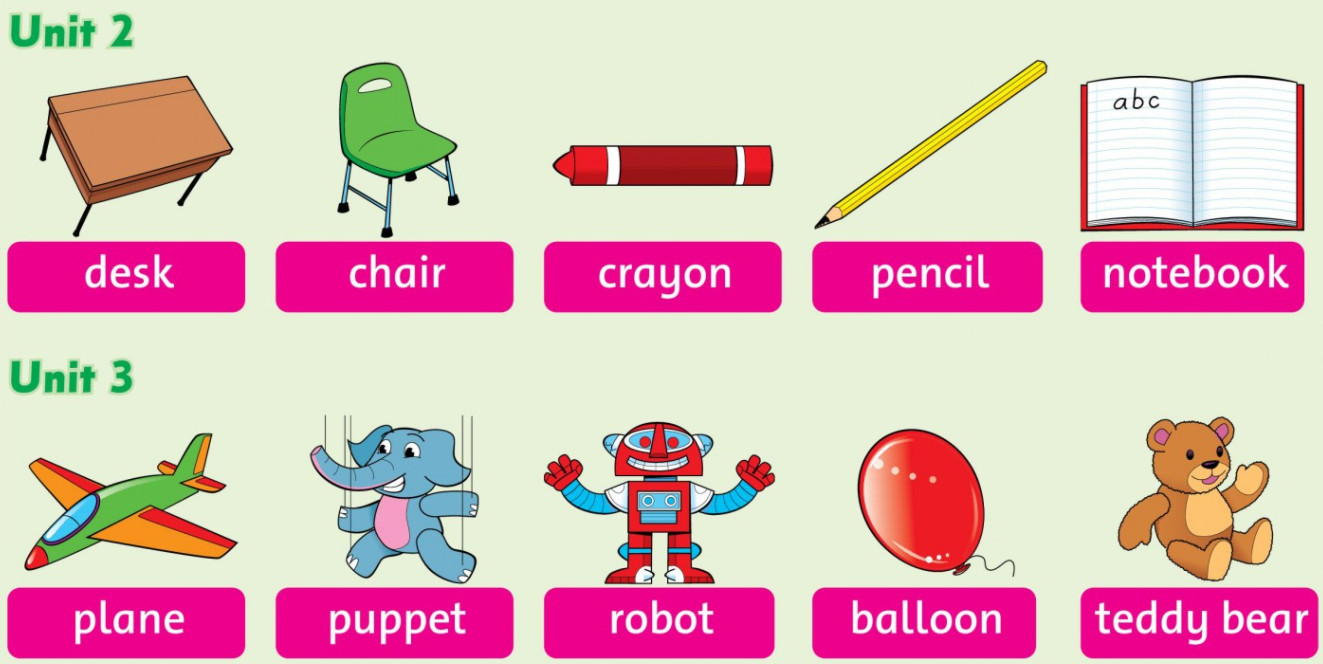 Unit 2
abc
desk chair crayon pencil notebook
Unit 3
plane puppet robot balloon teddy bear